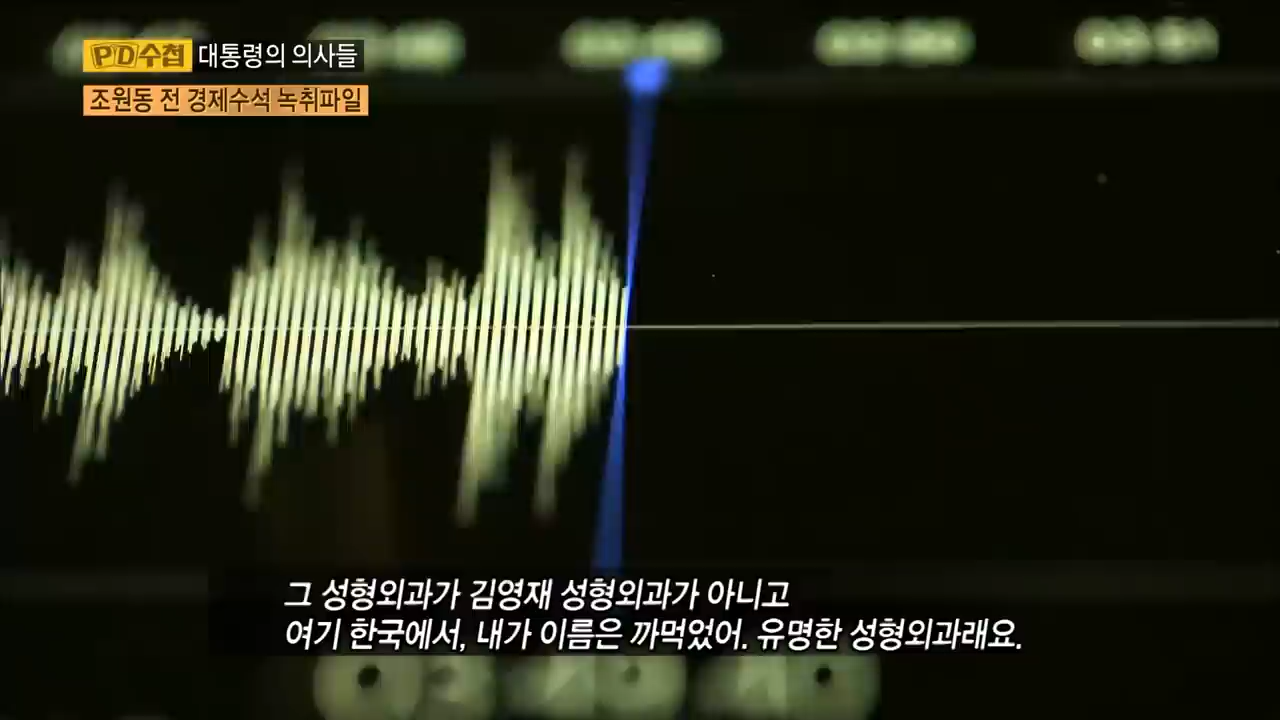 PD수첩 대통령의 의사들
조원동 전 경제수석 녹취파일
그 성형외과가 김영재 성형외과가 아니고
여기 한국에서, 내가 이름은 까먹었어. 유명한 성형외과래요.